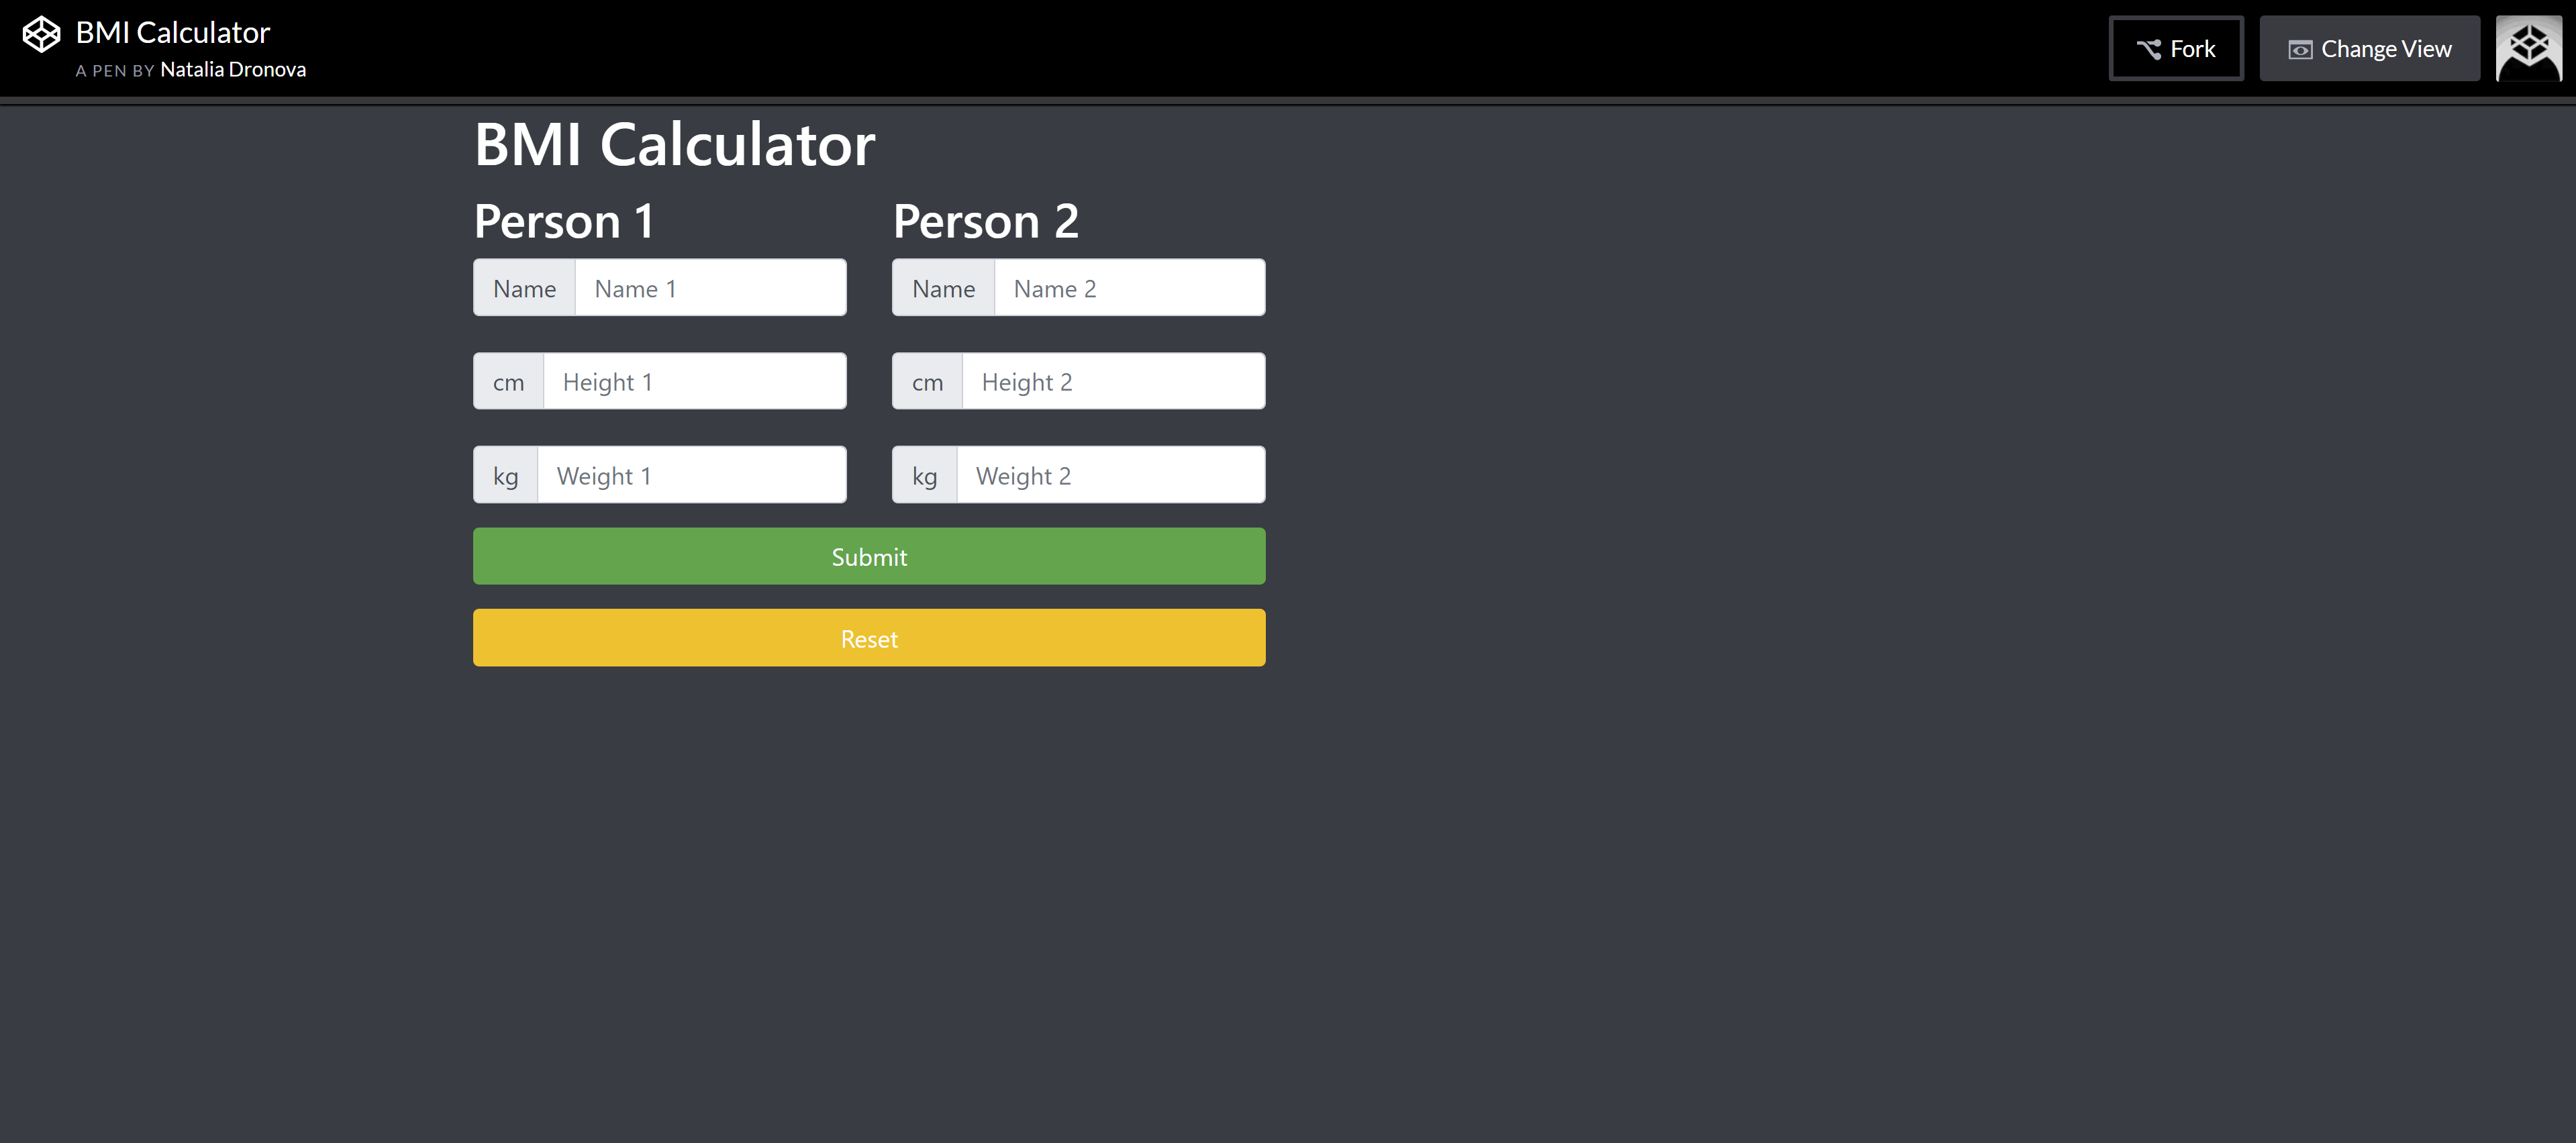 BMI Calculator
A PEN BY Natalia Dronova
Fork
Change View
BMI Calculator
Person 1
Person 2
Name
Name 1
Name
Name 2
cm
Height 1
cm
Height 2
kg
Weight 1
kg
Weight 2
Submit
Reset